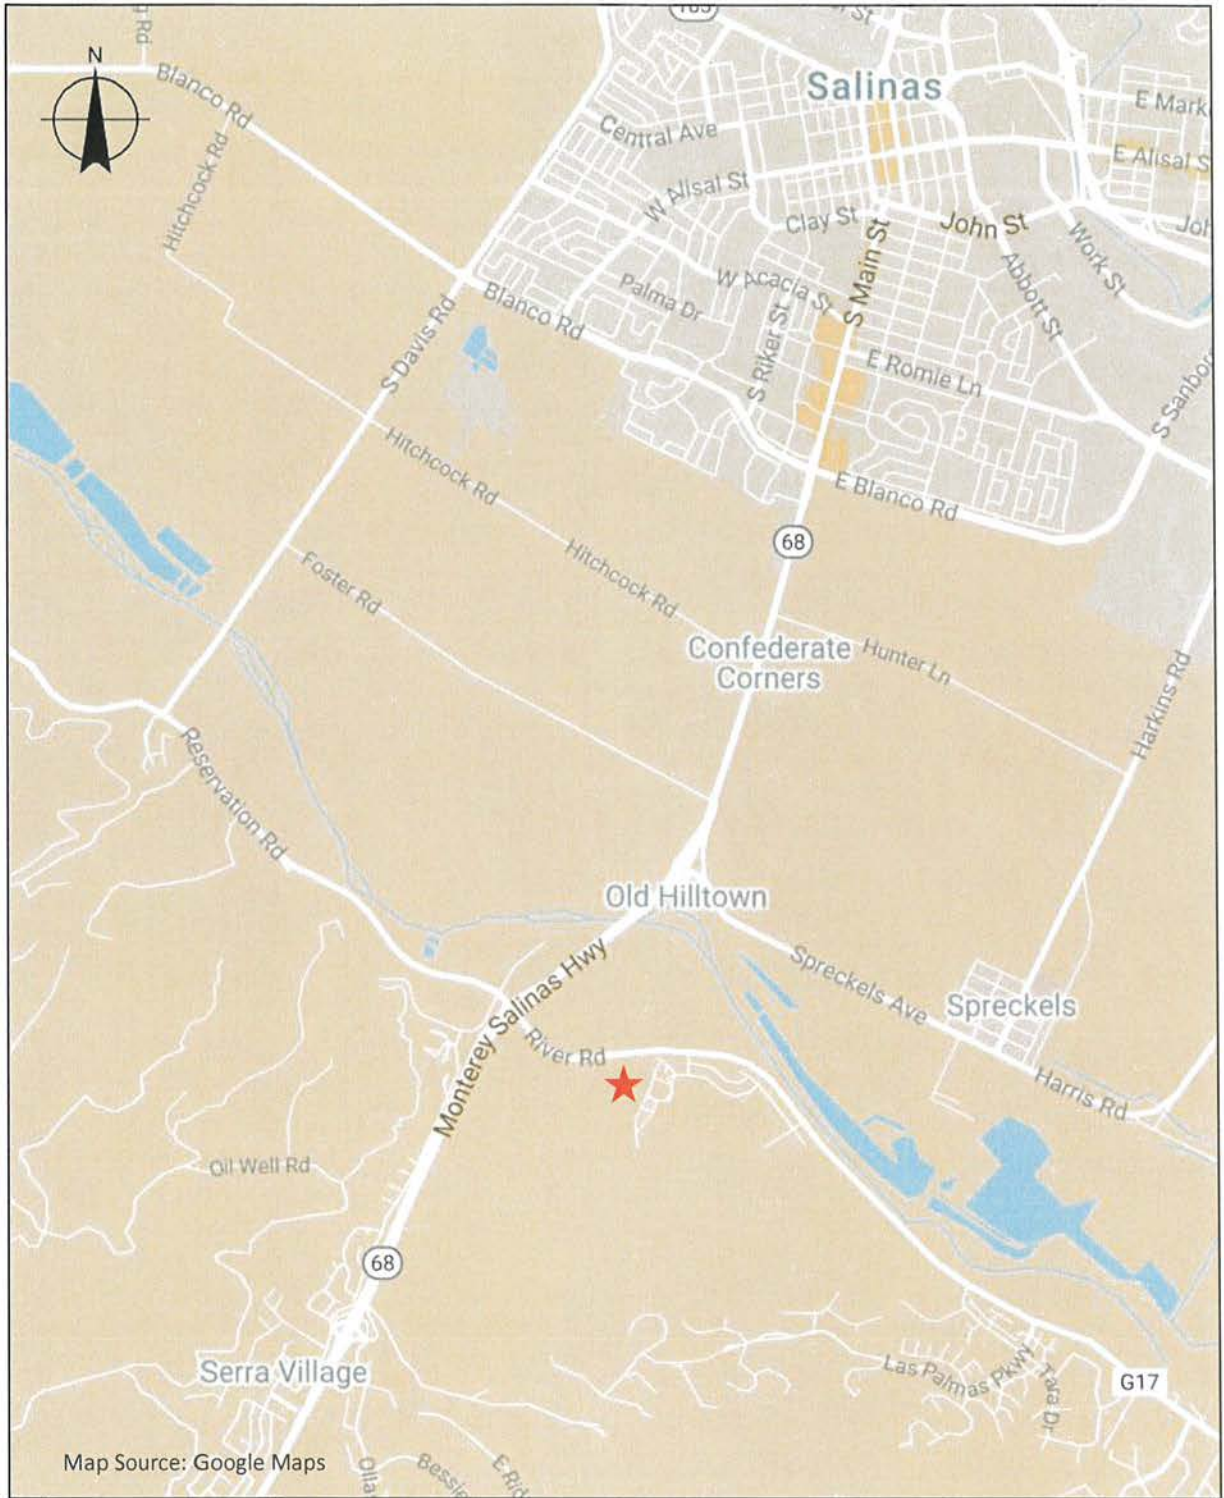 Salinas
E Mark
Blanco Rd
N
Central Ave
E Alisal S
Hitchcock Rd
W Alisal St
Clay St
John St
Joh
Work St
S Main St
W Acacia St
Abbott St
Palma Dr
Blanco Rd
S Davis Rd
S Riker St
E Romie Ln
S Sanbor
Hitchcock Rd
E Blanco Rd
68
Hitchcock Rd
Foster Rd
Confederate
Corners
Hunter Ln
Harkins Rd
Reservation Rd
Old Hilltown
Monterey Salinas Hwy
Spreckels Ave
Spreckels
River Rd
Harris Rd
Oil Well Rd
68
Serra Village
Las Palmas Pkwy
Tara Dr
G17
Map Source: Google Maps
Olla
Bessie
E Rid